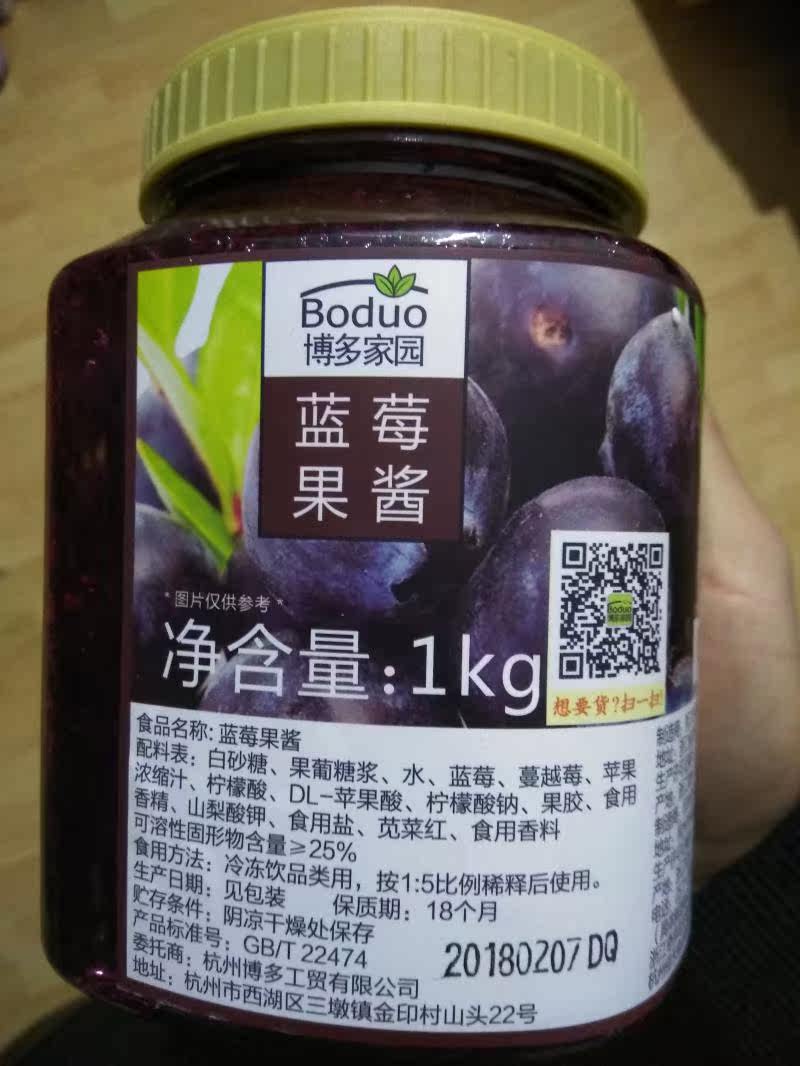 Boduo
博多家园
蓝莓
果酱
*图片仅供参考*
净含量:1kg
Boduo
博多家园
想要货?扫一扫!
食品名称: 蓝莓果酱
配料表: 白砂糖、果葡糖浆、水、蓝莓、蔓越莓、苹果
浓缩汁、柠檬酸、DL-苹果酸、柠檬酸钠、果胶、食用
香精、山梨酸钾、食用盐、苋菜红、食用香料
可溶性固形物含量≥25%
食用方法: 冷冻饮品类用，按1:5比例稀释后使用。
生产日期: 见包装 保质期: 18个月
贮存条件: 阴凉干燥处保存
产品标准号: GB/T 22474
20180207 DQ
委托商: 杭州博多工贸有限公司
地址: 杭州市西湖区三墩镇金印村山头22号